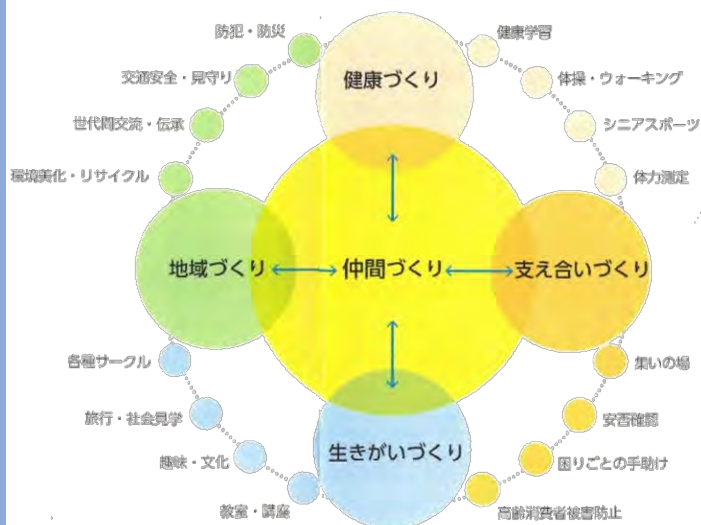 防犯・防災
健康学習
交通安全・見守り
健康づくり
体操・ウォーキング
世代間交流・伝承
シニアスポーツ
環境美化・リサイクル
体力測定
地域づくり
仲間づくり
支え合いづくり
各種サークル
集いの場
旅行・社会見学
安否確認
趣味・文化
生きがいづくり
困りごとの手助け
教室・講座
高齢消費者被害防止